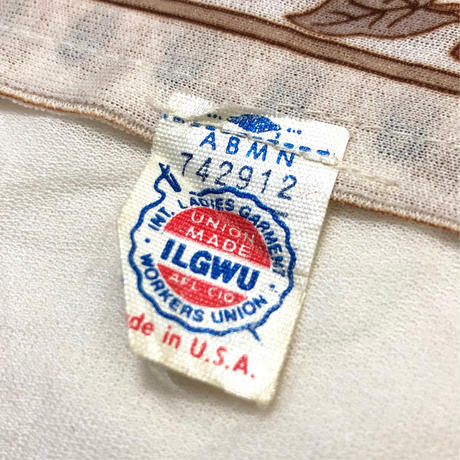 ABMN
742912
INT. LADIES GARMENT
UNION
MADE
ILGWU
AFL-CIO
WORKERS UNION
de in U.S.A.